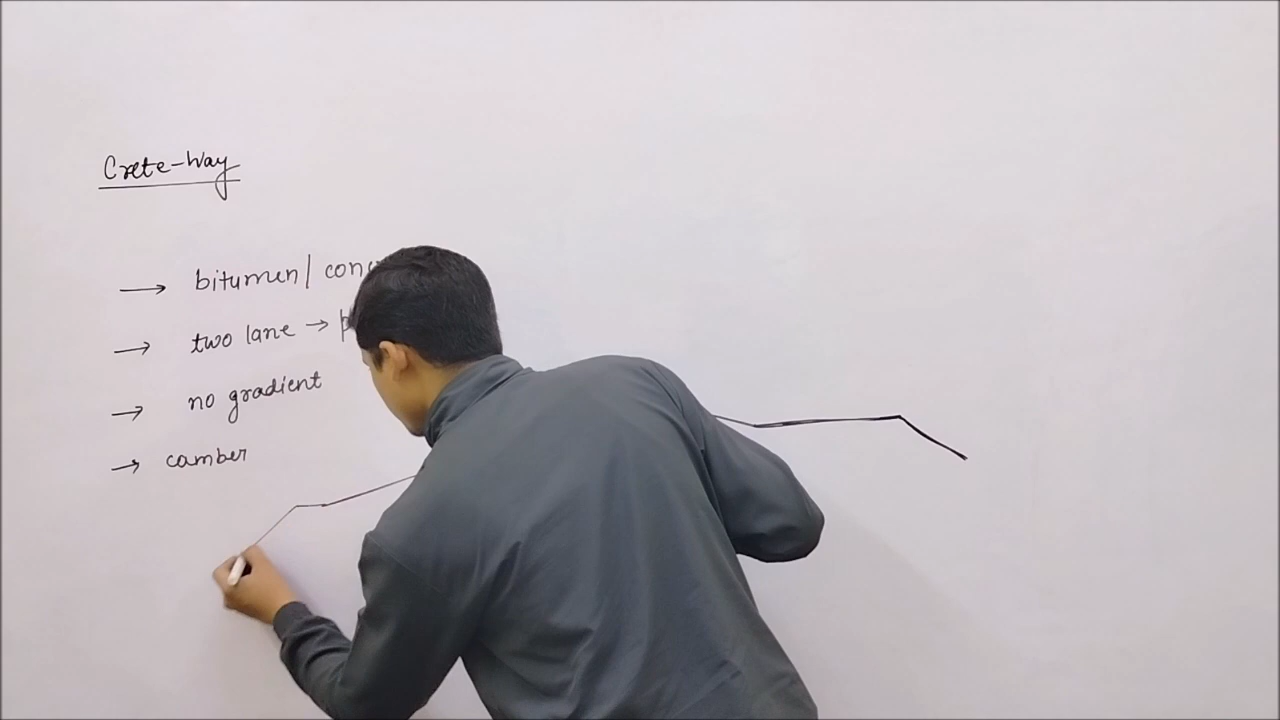 Crete-Way
→ bitumen/ conc
→ two lane →
→ no gradient
→ camber